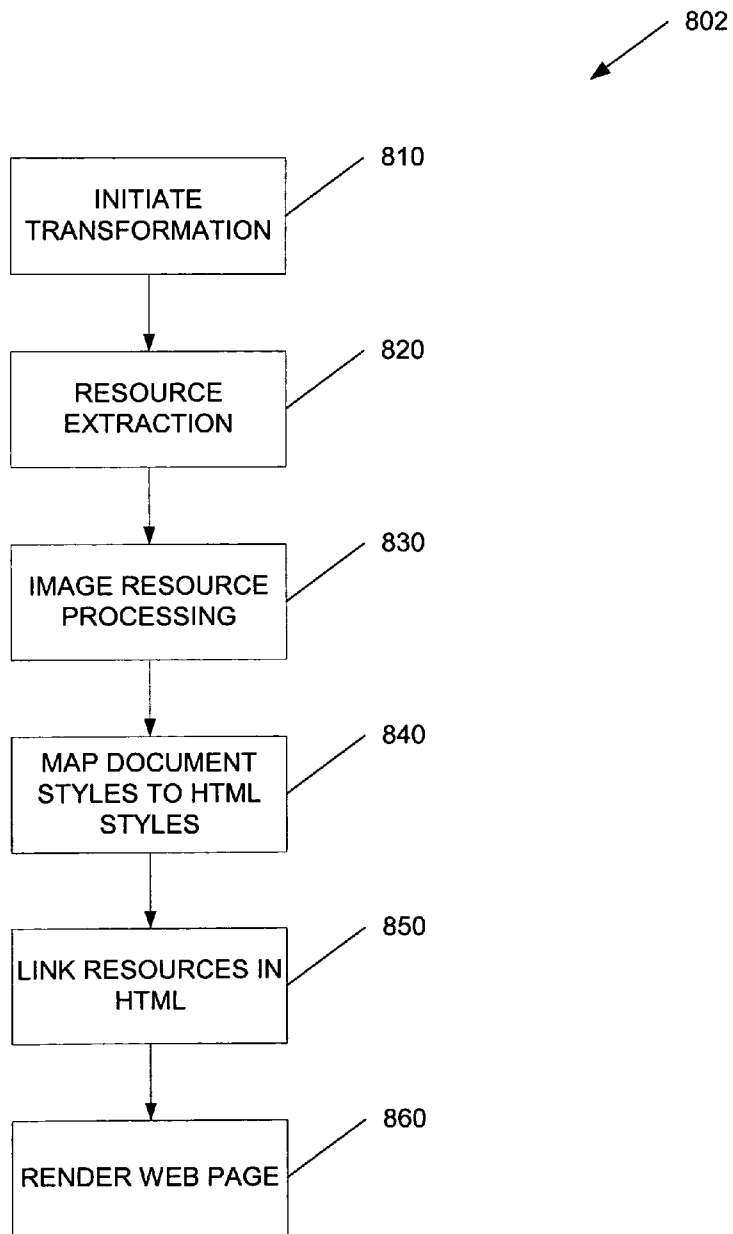 802
810
INITIATE
TRANSFORMATION
820
RESOURCE
EXTRACTION
830
IMAGE RESOURCE
PROCESSING
840
MAP DOCUMENT
STYLES TO HTML
STYLES
850
LINK RESOURCES IN
HTML
860
RENDER WEB PAGE